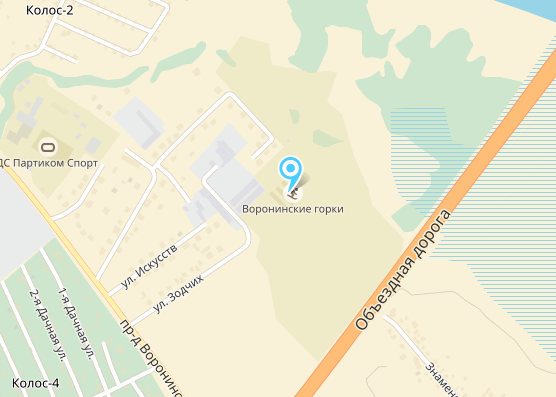 Колос-2
ДС Партиком Спорт
Воронинские горки
ул. Искусств
ул. Зодчих
Объездная дорога
1-я Дачная ул.
2-я Дачная ул.
пр-д Воронинс
Знамено
Колос-4